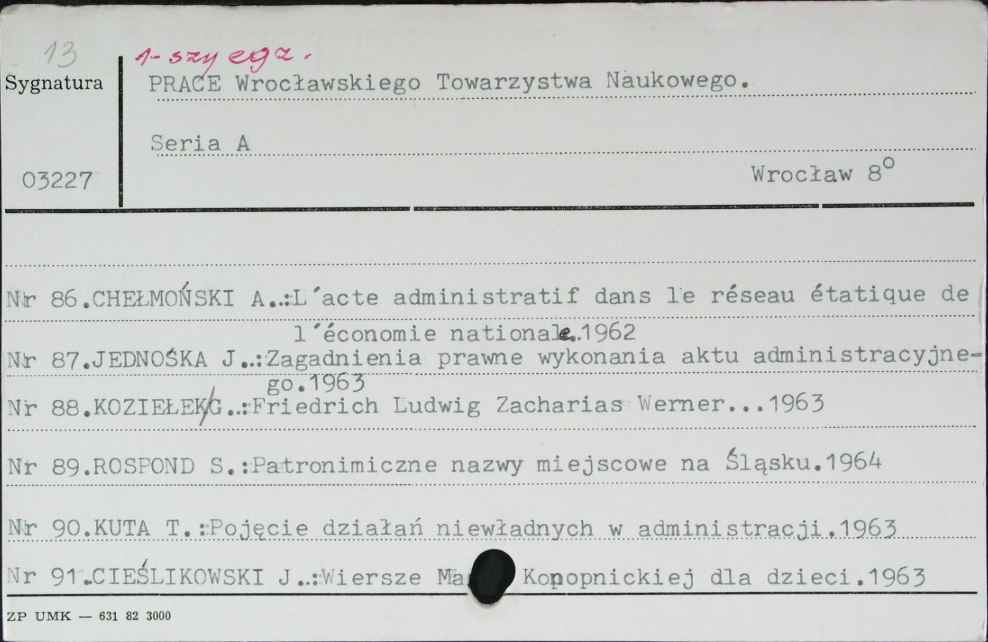 13
1-szy egz.
Sygnatura
PRACE Wrocławskiego Towarzystwa Naukowego.
Seria A
03227
Wrocław 8°
Nr 86.CHEŁMOŃSKI A..:L´acte administratif dans le réseau étatique de
l´économie nationale.1962
Nr 87.JEDNOŚKA J..:Zagadnienia prawne wykonania aktu administracyjne-
go.1963
Nr 88.KOZIEŁEK/G..:Friedrich Ludwig Zacharias Werner...1963
Nr 89.ROSPOND S.:Patronimiczne nazwy miejscowe na Śląsku.1964
Nr 90.KUTA T.:Pojęcie działań niewładnych w administracji.1963
Nr 91.CIEŚLIKOWSKI J..:Wiersze Konopnickiej dla dzieci.1963
ZP UMK — 631 82 3000